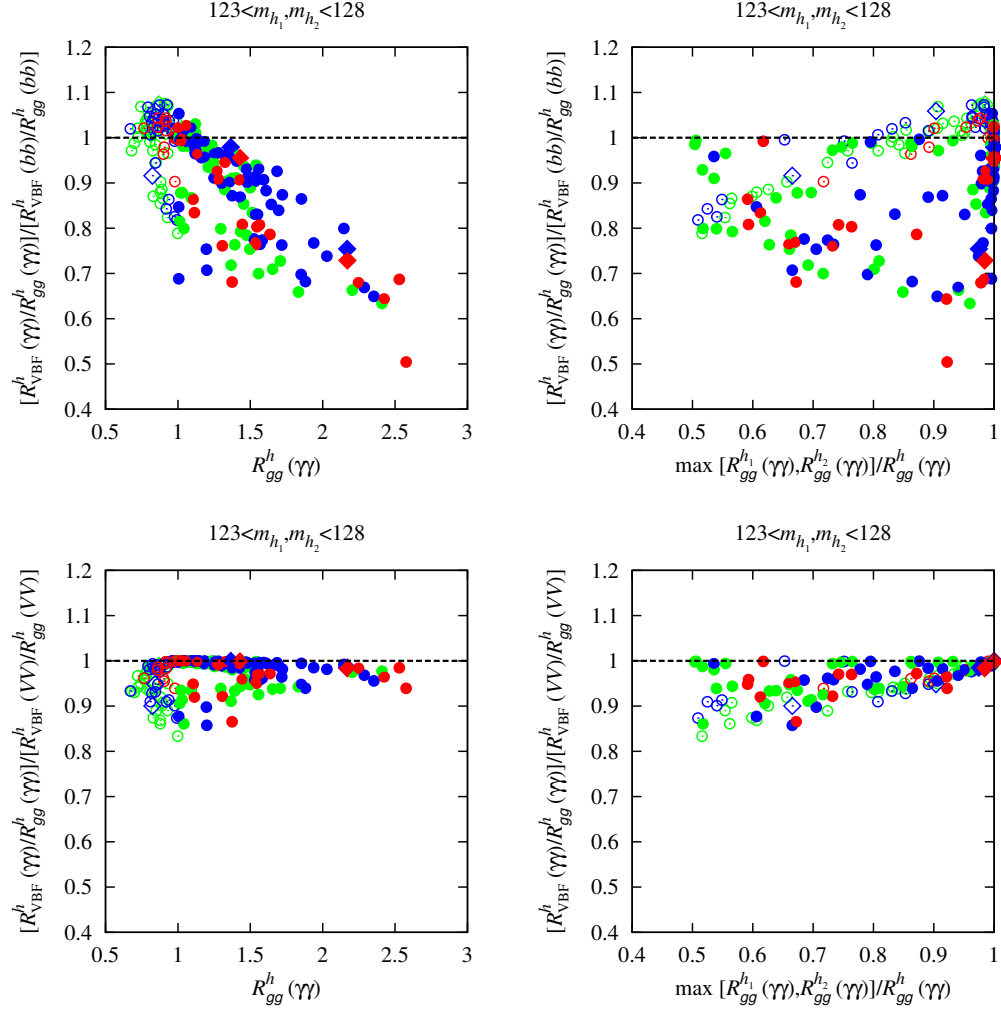 123<m_{h_1},m_{h_2}<128
[R^h_{VBF}(γγ)/R^h_{gg}(γγ)]/[R^h_{VBF}(bb)/R^h_{gg}(bb)]
1.2
1.1
1
0.9
0.8
0.7
0.6
0.5
0.4
0.5 1 1.5 2 2.5 3
R^h_{gg}(γγ)
123<m_{h_1},m_{h_2}<128
[R^h_{VBF}(γγ)/R^h_{gg}(γγ)]/[R^h_{VBF}(bb)/R^h_{gg}(bb)]
1.2
1.1
1
0.9
0.8
0.7
0.6
0.5
0.4
0.4 0.5 0.6 0.7 0.8 0.9 1
max [R^{h_1}_{gg}(γγ),R^{h_2}_{gg}(γγ)]/R^h_{gg}(γγ)
123<m_{h_1},m_{h_2}<128
[R^h_{VBF}(γγ)/R^h_{gg}(γγ)]/[R^h_{VBF}(VV)/R^h_{gg}(VV)]
1.2
1.1
1
0.9
0.8
0.7
0.6
0.5
0.4
0.5 1 1.5 2 2.5 3
R^h_{gg}(γγ)
123<m_{h_1},m_{h_2}<128
[R^h_{VBF}(γγ)/R^h_{gg}(γγ)]/[R^h_{VBF}(VV)/R^h_{gg}(VV)]
1.2
1.1
1
0.9
0.8
0.7
0.6
0.5
0.4
0.4 0.5 0.6 0.7 0.8 0.9 1
max [R^{h_1}_{gg}(γγ),R^{h_2}_{gg}(γγ)]/R^h_{gg}(γγ)